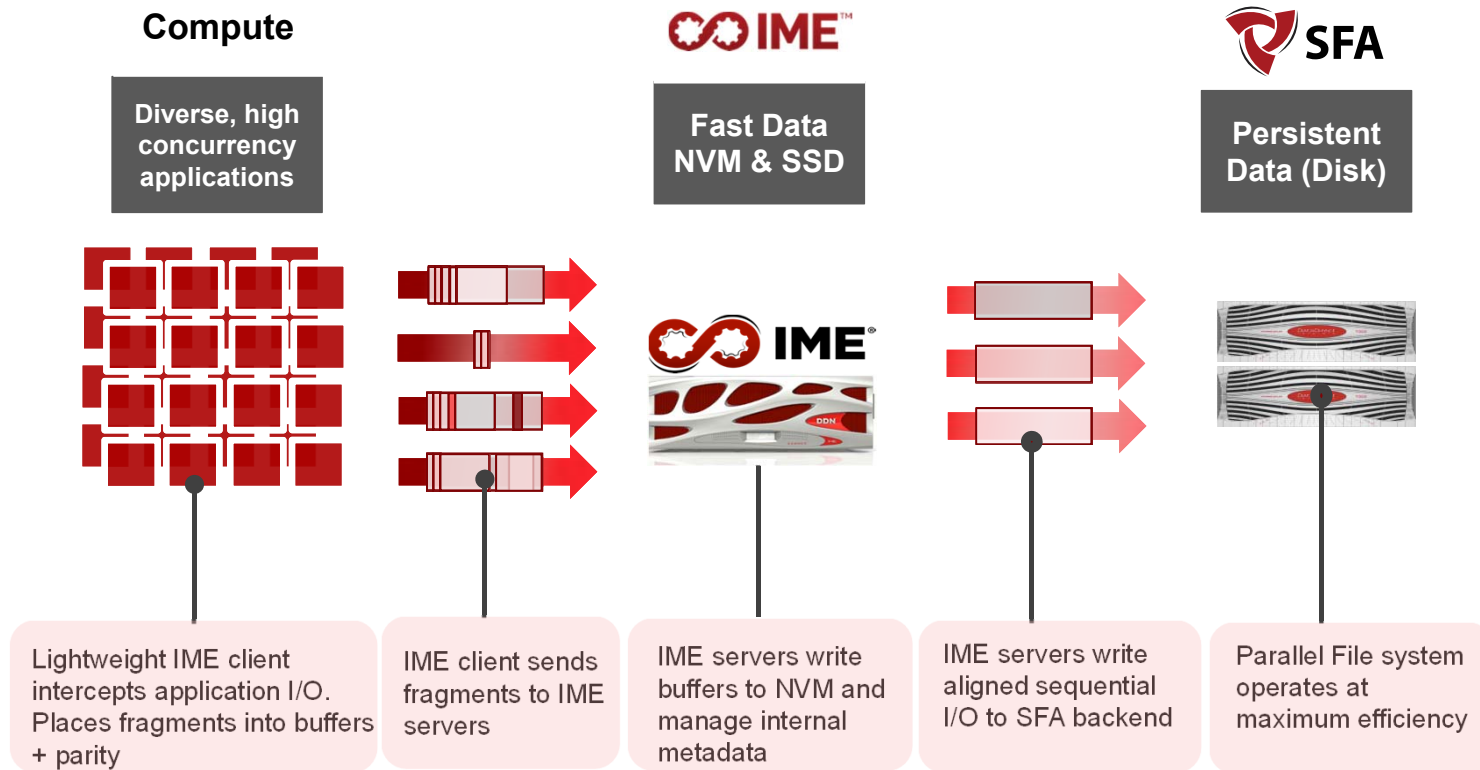 Compute
IME™
SFA
Diverse, high
concurrency
applications
Fast Data
NVM & SSD
Persistent
Data (Disk)
IME®
DDN
Lightweight IME client
intercepts application I/O.
Places fragments into buffers
+ parity
IME client sends
fragments to IME
servers
IME servers write
buffers to NVM and
manage internal
metadata
IME servers write
aligned sequential
I/O to SFA backend
Parallel File system
operates at
maximum efficiency